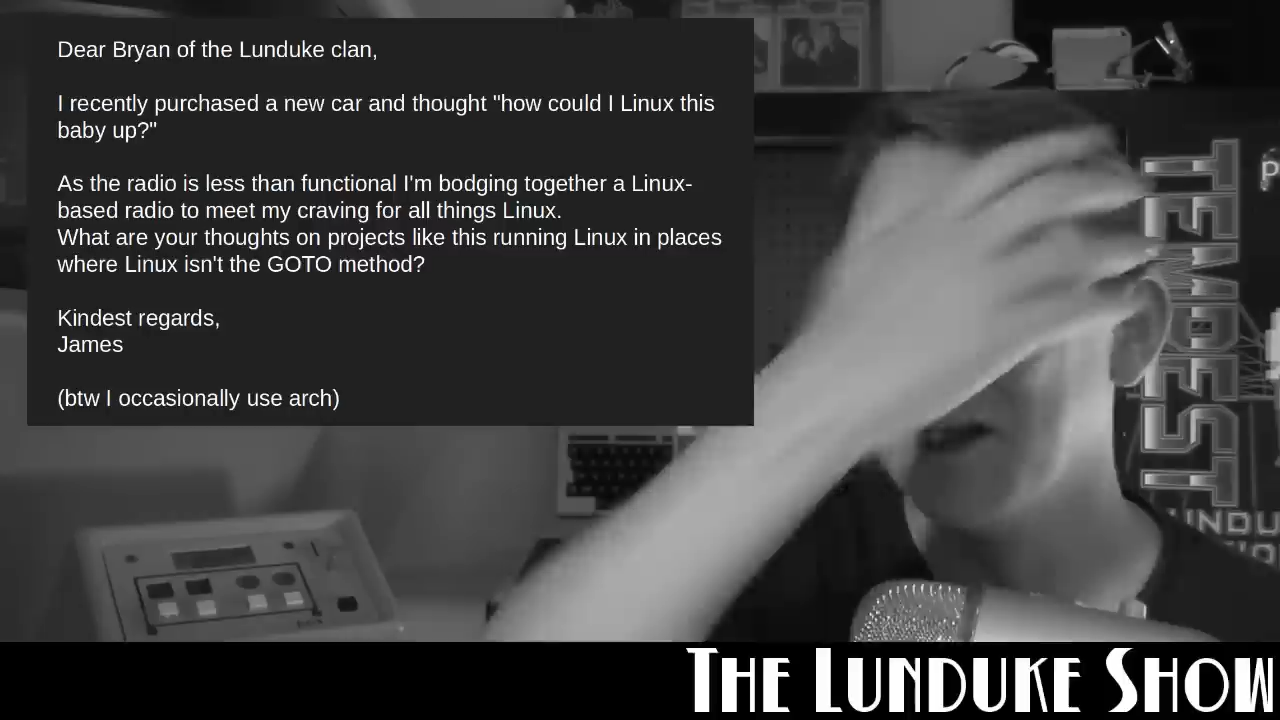 Dear Bryan of the Lunduke clan,
I recently purchased a new car and thought "how could I Linux this
baby up?"
As the radio is less than functional I'm bodging together a Linux-
based radio to meet my craving for all things Linux.
What are your thoughts on projects like this running Linux in places
where Linux isn't the GOTO method?
Kindest regards,
James
(btw I occasionally use arch)
TEMPEST
THE LUNDUKE SHOW